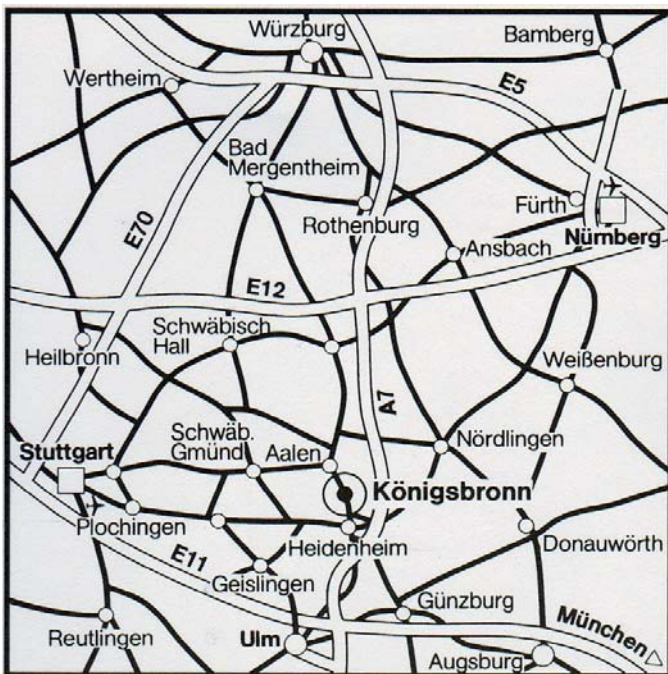 Würzburg
Bamberg
Wertheim
E5
Bad
Mergentheim
Rothenburg
Fürth
Nürnberg
E70
Ansbach
E12
Schwäbisch
Hall
Heilbronn
Weißenburg
A7
Schwäb.
Gmünd
Aalen
Nördlingen
Stuttgart
Königsbronn
Plochingen
Heidenheim
Donauwörth
E11
Geislingen
Günzburg
Reutlingen
Ulm
München
Augsburg